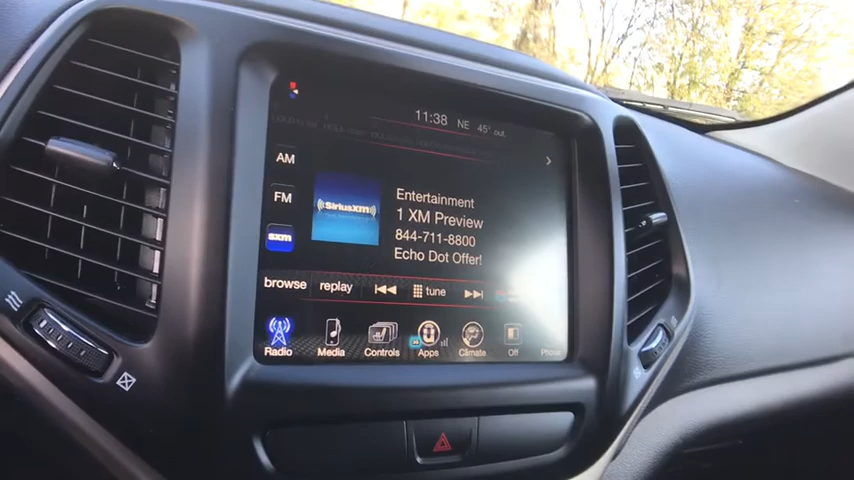 11:38 NE 45° out.
AM
FM
sxm
SiriusXM
Entertainment
1 XM Preview
844-711-8800
Echo Dot Offer!
browse replay tune
Radio Media Controls Apps Climate Off Phone